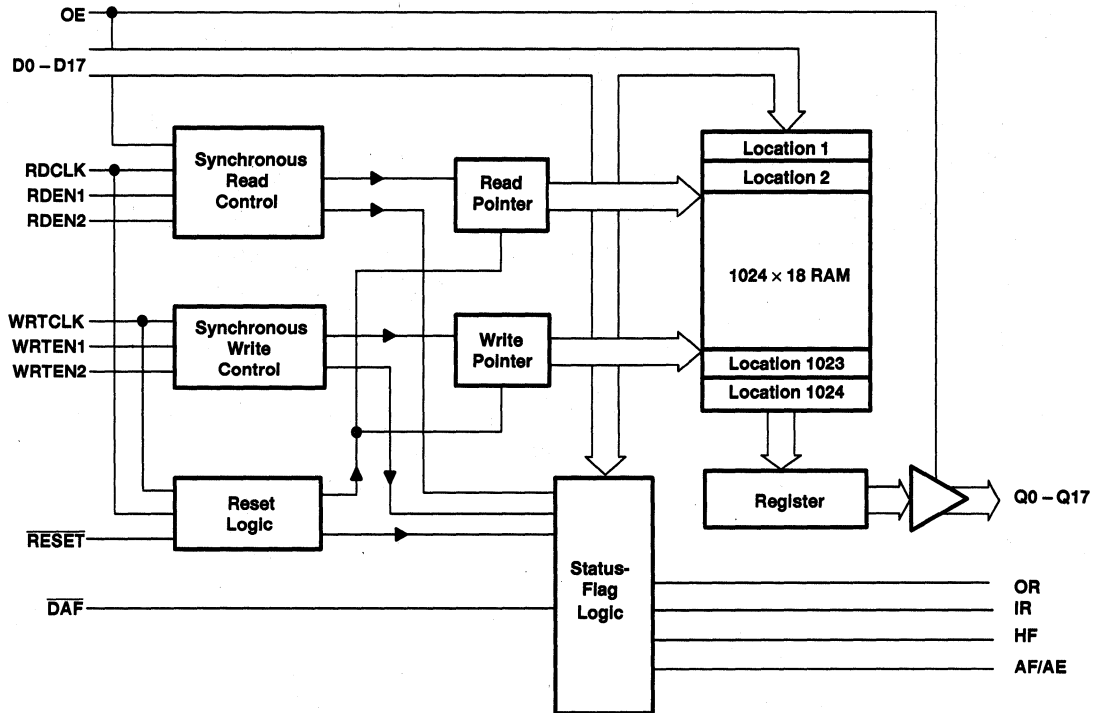 OE
D0 – D17
RDCLK
RDEN1
RDEN2
Synchronous
Read
Control
Read
Pointer
Location 1
Location 2
1024 × 18 RAM
Location 1023
Location 1024
WRTCLK
WRTEN1
WRTEN2
Synchronous
Write
Control
Write
Pointer
Reset
Logic
RESET
DAF
Status-
Flag
Logic
Register
Q0 – Q17
OR
IR
HF
AF/AE